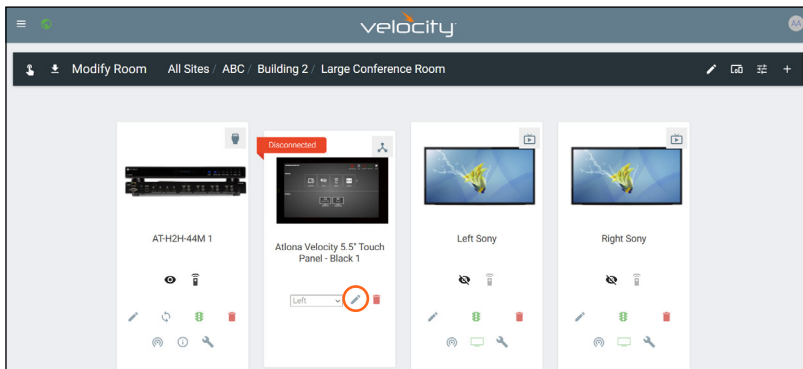 velocity
AA
Modify Room All Sites / ABC / Building 2 / Large Conference Room
Disconnected
AT-H2H-44M 1
Atlona Velocity 5.5" Touch
Panel - Black 1
Left
Left Sony
Right Sony